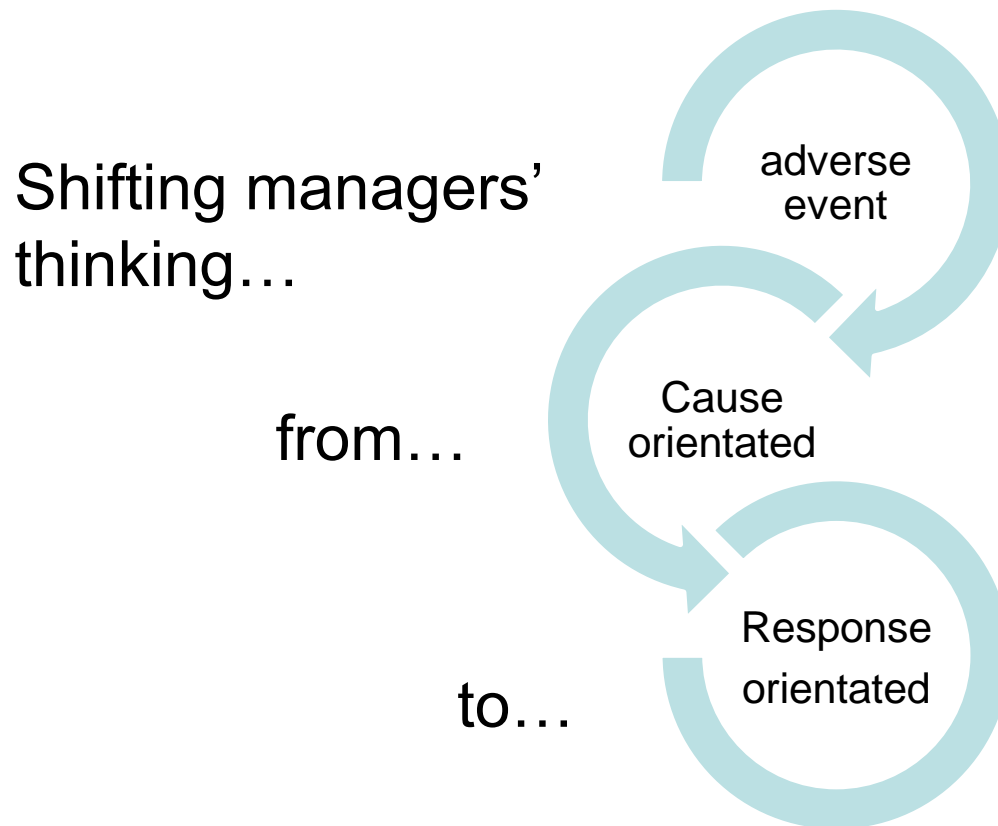 Shifting managers’
thinking…
adverse
event
from…
Cause
orientated
to…
Response
orientated